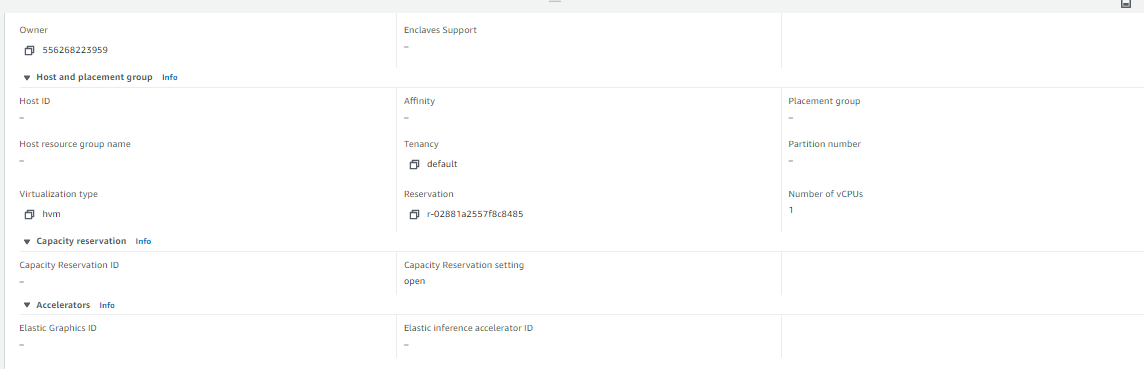 Owner
Enclaves Support
556268223959
–
Host and placement group Info
Host ID
Affinity
Placement group
–
–
–
Host resource group name
Tenancy
Partition number
–
default
–
Virtualization type
Reservation
Number of vCPUs
hvm
r-02881a2557f8c8485
1
Capacity reservation Info
Capacity Reservation ID
Capacity Reservation setting
–
open
Accelerators Info
Elastic Graphics ID
Elastic inference accelerator ID
–
–